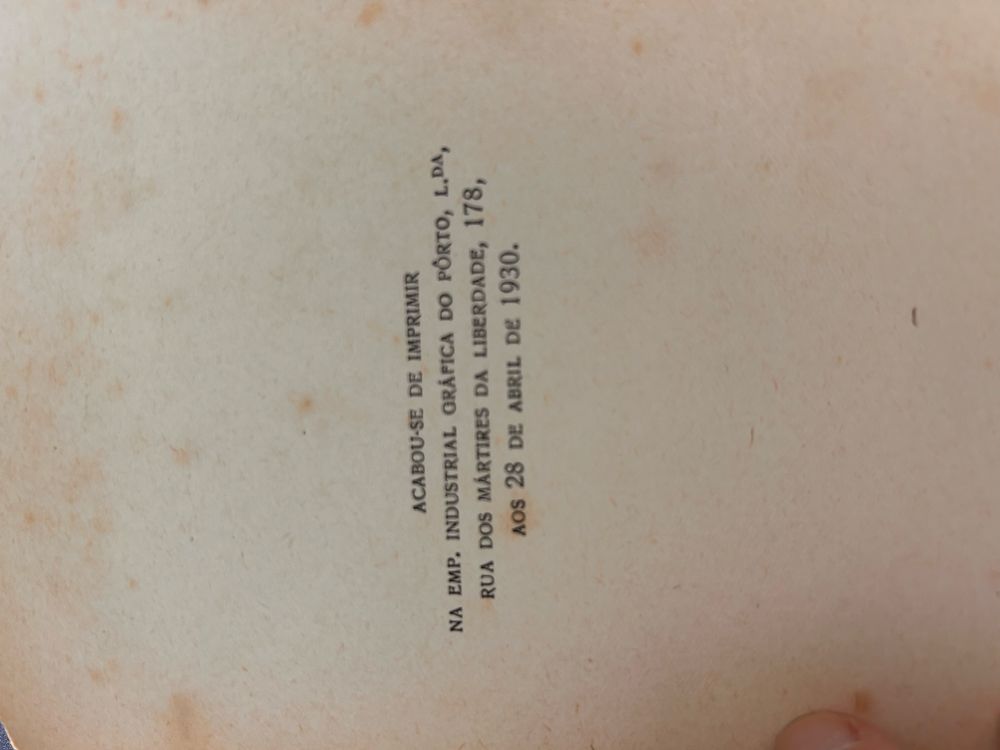 ACABOU-SE DE IMPRIMIR
NA EMP. INDUSTRIAL GRÁFICA DO PÔRTO, L.DA,
RUA DOS MÁRTIRES DA LIBERDADE, 178,
AOS 28 DE ABRIL DE 1930.